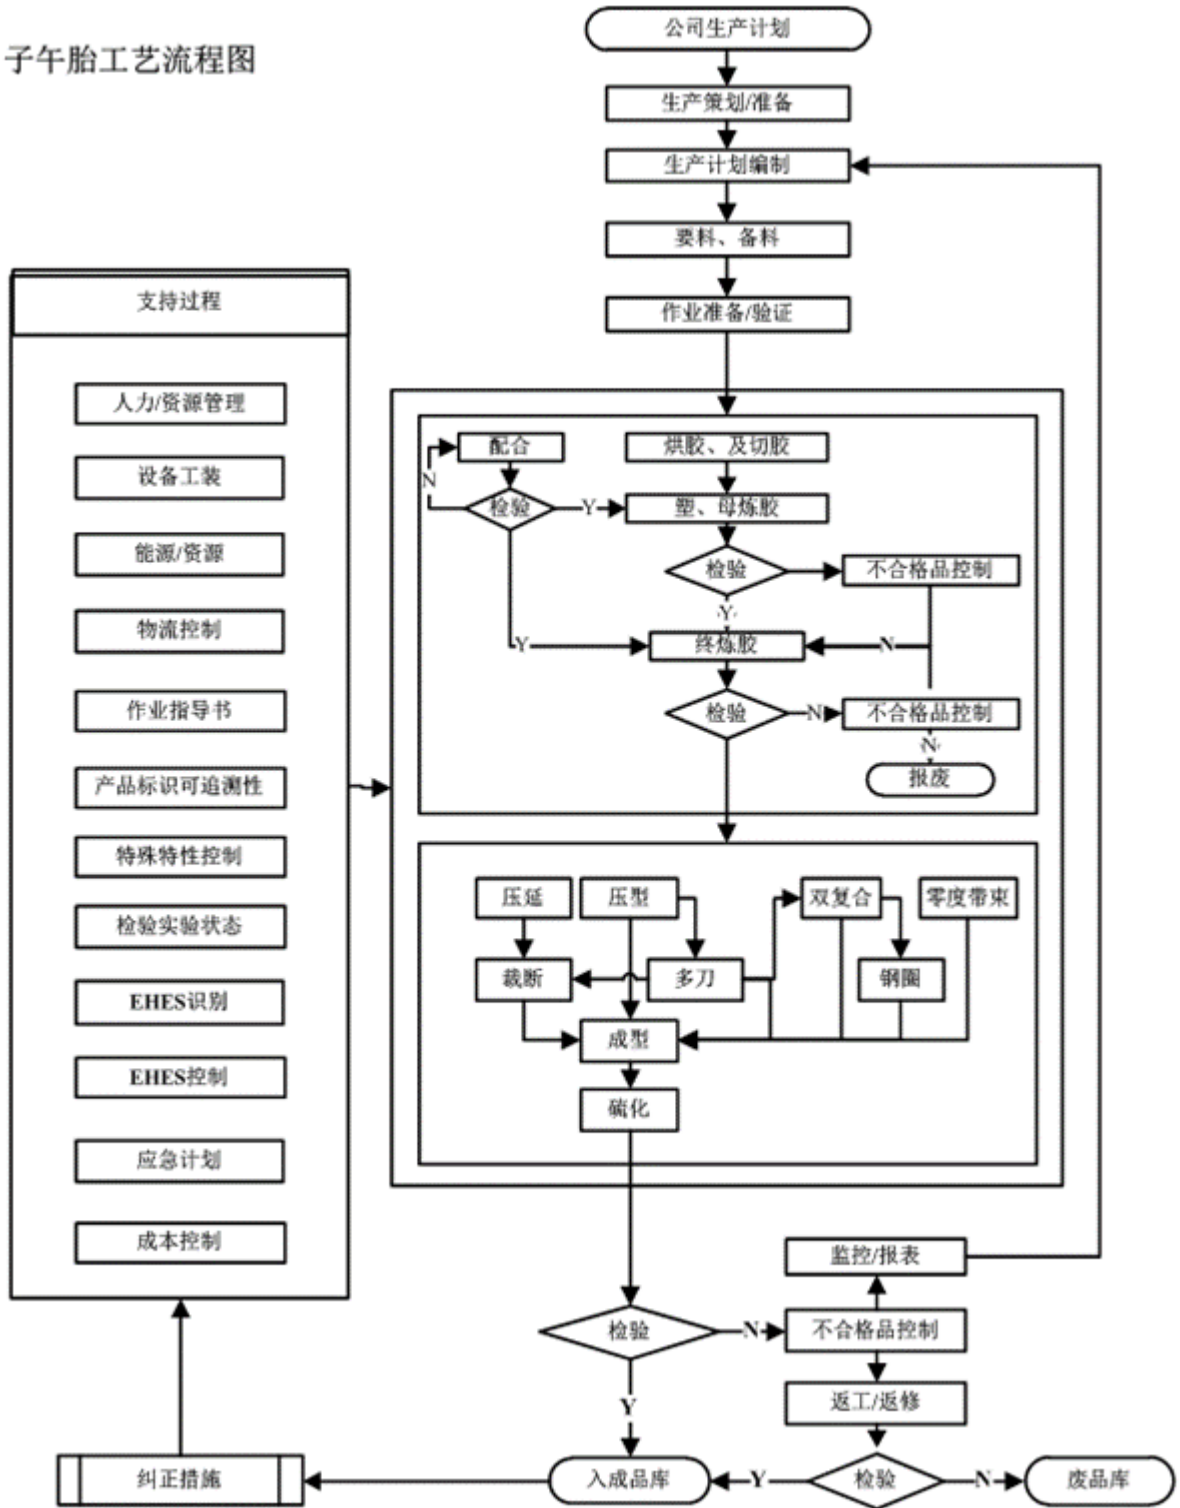 子午胎工艺流程图
公司生产计划
生产策划/准备
生产计划编制
要料、备料
作业准备/验证
支持过程
人力/资源管理
设备工装
能源/资源
物流控制
作业指导书
产品标识可追溯性
特殊特性控制
检验实验状态
EHES识别
EHES控制
应急计划
成本控制
配合
烘胶、及切胶
N
检验
Y
塑、母炼胶
检验
不合格品控制
Y
Y
终炼胶
N
检验
N
不合格品控制
N
报废
压延
压型
双复合
零度带束
裁断
多刀
钢圈
成型
硫化
监控/报表
检验
N
不合格品控制
Y
返工/返修
纠正措施
入成品库
Y
检验
N
废品库